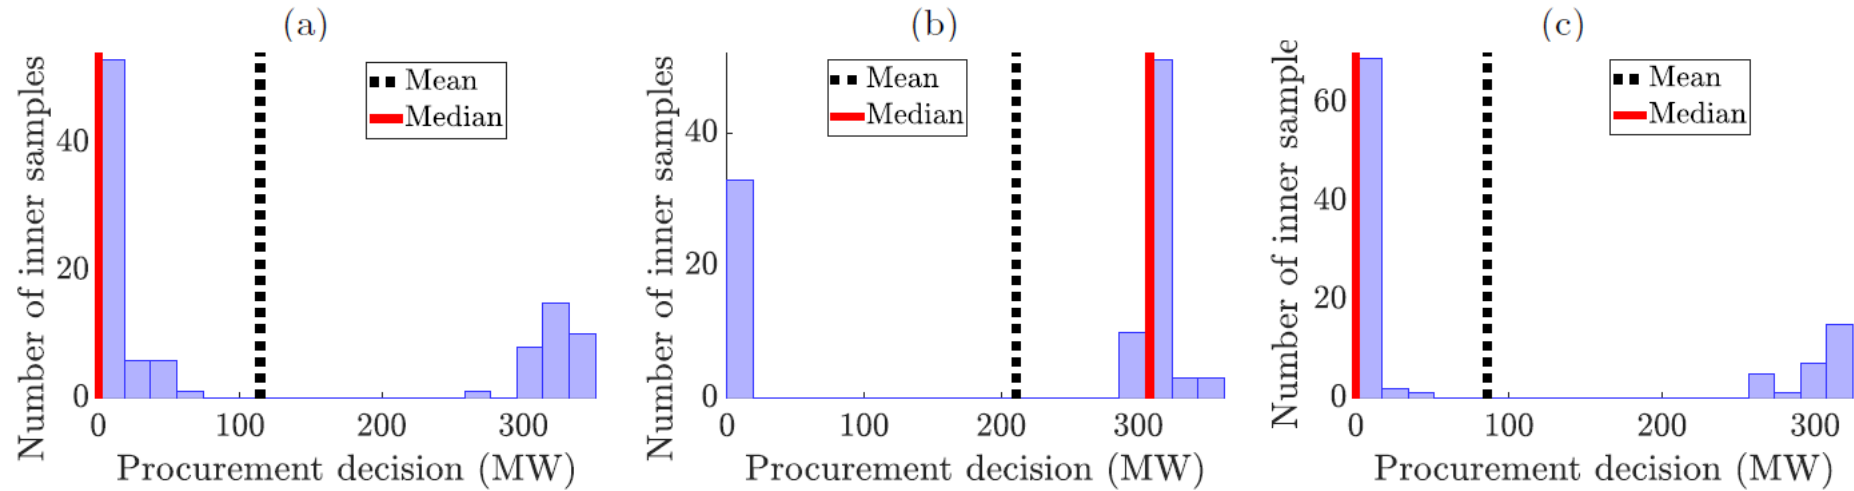 (a)
Number of inner samples
40
20
0
Mean
Median
0 100 200 300
Procurement decision (MW)
(b)
Number of inner samples
40
20
0
Mean
Median
0 100 200 300
Procurement decision (MW)
(c)
Number of inner sample
60
40
20
0
Mean
Median
0 100 200 300
Procurement decision (MW)